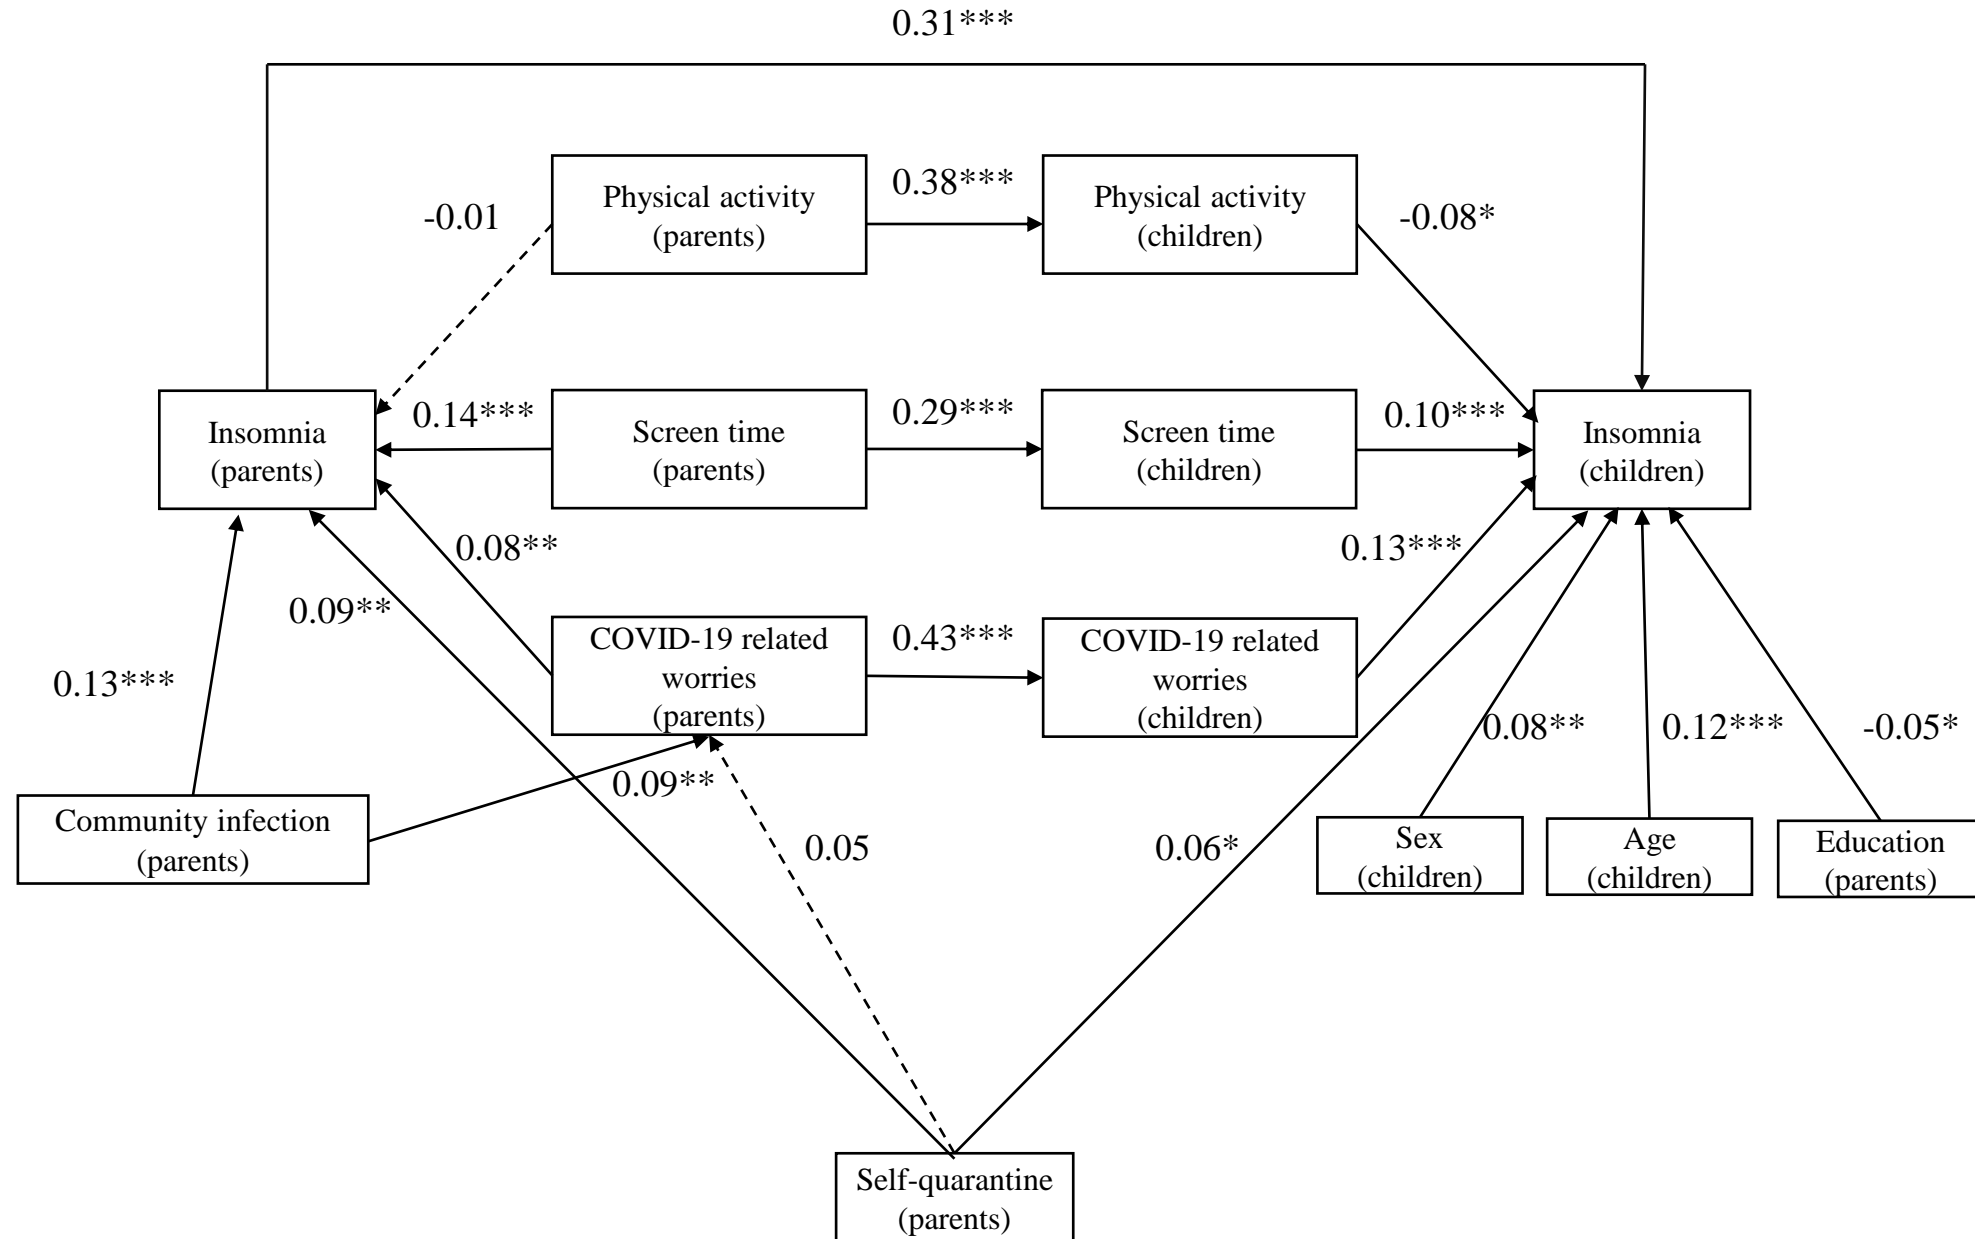 0.31***
Physical activity
(parents)
0.38***
Physical activity
(children)
-0.01
-0.08*
Insomnia
(parents)
0.14***
Screen time
(parents)
0.29***
Screen time
(children)
0.10***
Insomnia
(children)
0.08**
0.13***
0.09**
COVID-19 related
worries
(parents)
0.43***
COVID-19 related
worries
(children)
0.13***
0.08**
0.12***
-0.05*
0.09**
Community infection
(parents)
0.05
0.06*
Sex
(children)
Age
(children)
Education
(parents)
Self-quarantine
(parents)